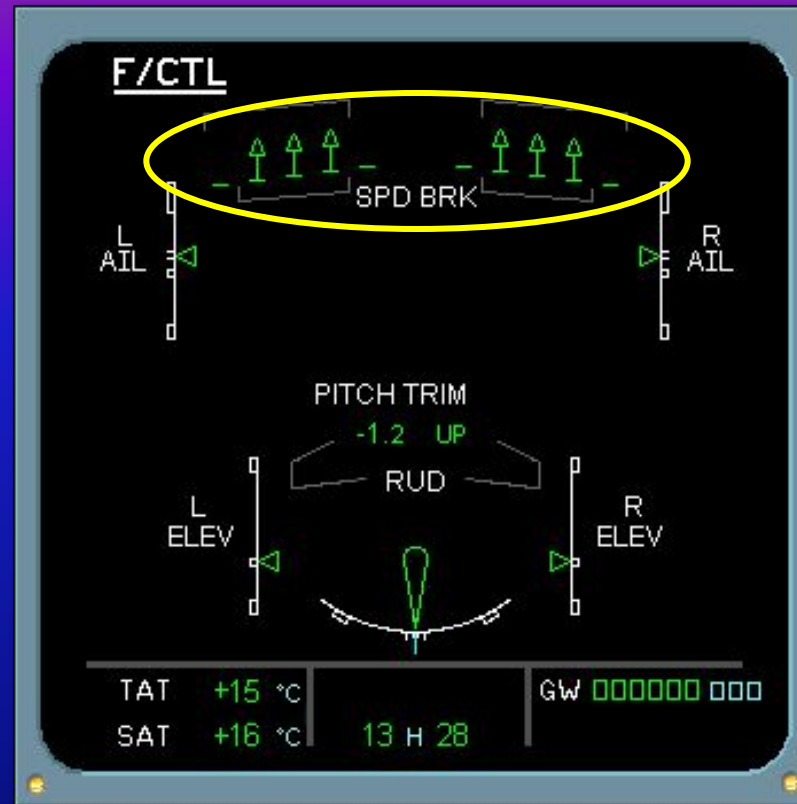 F/CTL
SPD BRK
L
AIL
R
AIL
PITCH TRIM
-1.2 UP
RUD
L
ELEV
R
ELEV
TAT +15 °C
GW
SAT +16 °C
13 H 28